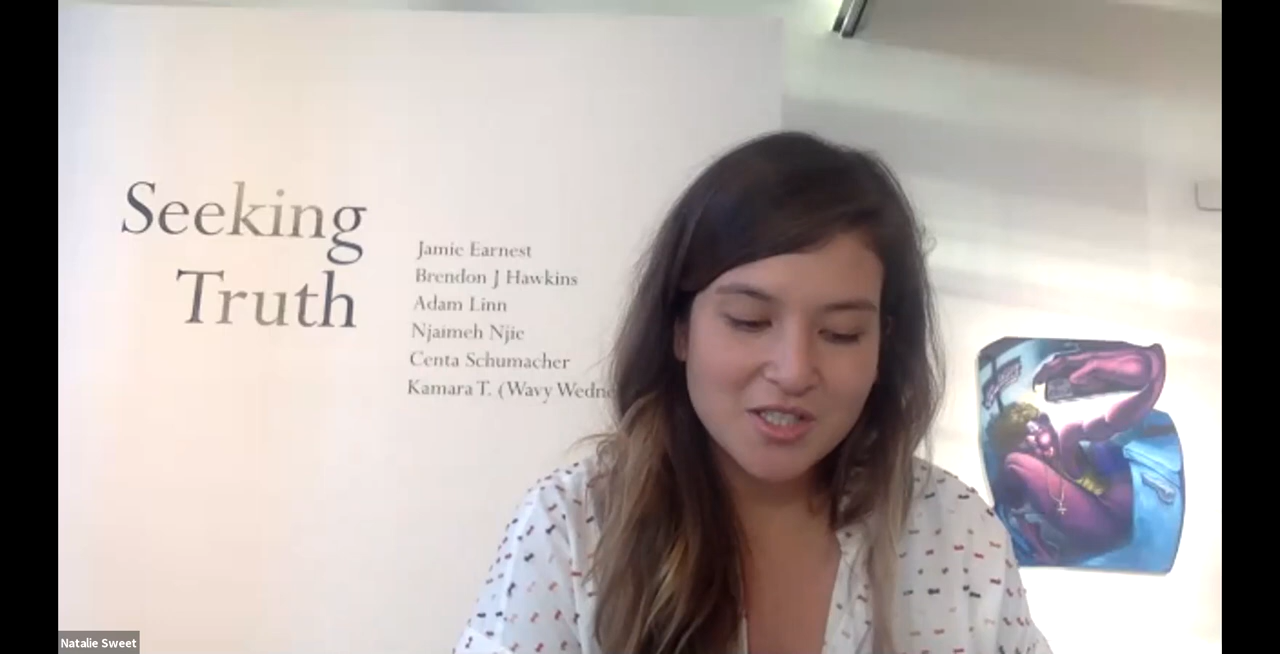 Seeking
Truth
Jamie Earnest
Brendon J Hawkins
Adam Linn
Njaimeh Njie
Centa Schumacher
Kamara T. (Wavy Wedne
Natalie Sweet